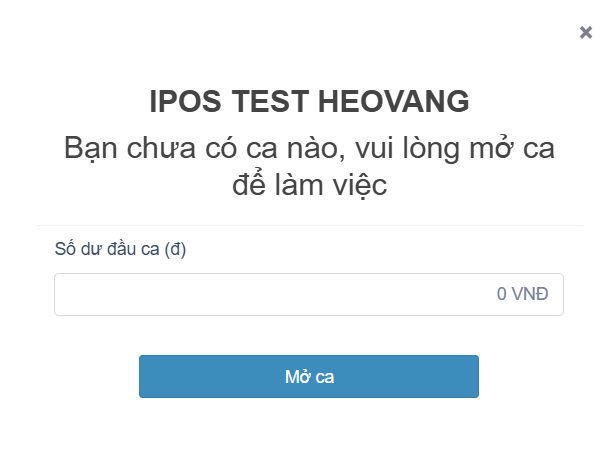 IPOS TEST HEOVANG
Bạn chưa có ca nào, vui lòng mở ca
để làm việc
Số dư đầu ca (đ)
0 VNĐ
Mở ca